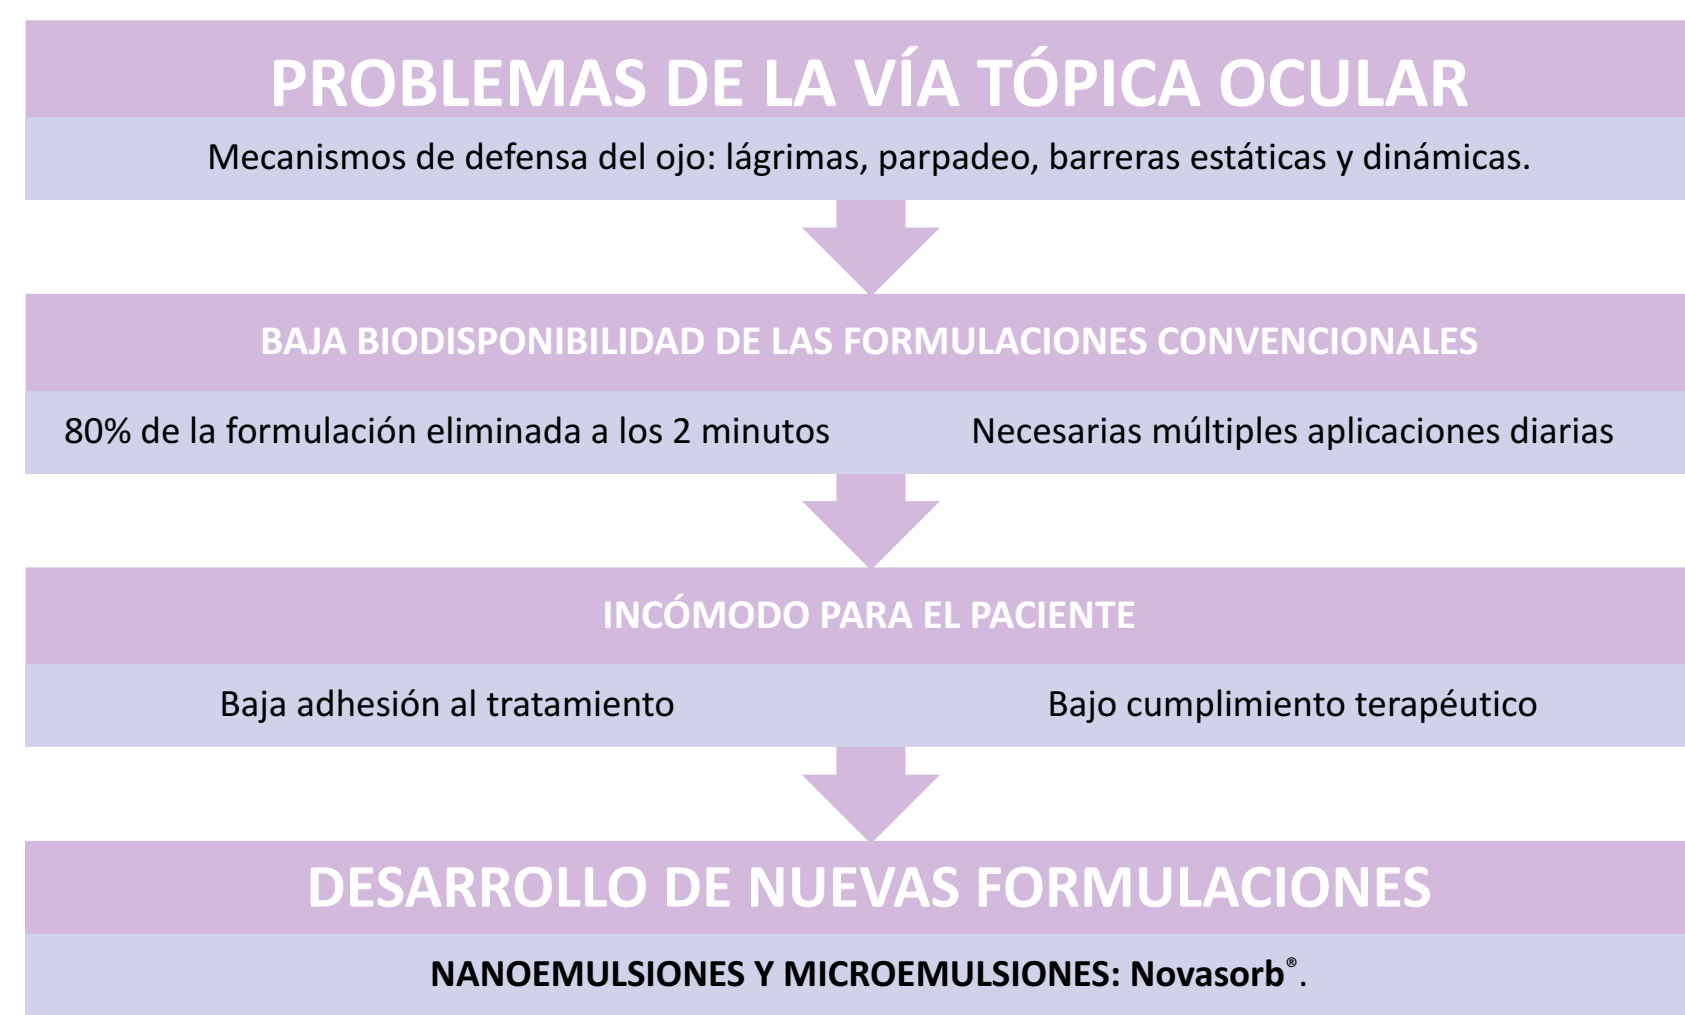 PROBLEMAS DE LA VÍA TÓPICA OCULAR
Mecanismos de defensa del ojo: lágrimas, parpadeo, barreras estáticas y dinámicas.
BAJA BIODISPONIBILIDAD DE LAS FORMULACIONES CONVENCIONALES
80% de la formulación eliminada a los 2 minutos
Necesarias múltiples aplicaciones diarias
INCÓMODO PARA EL PACIENTE
Baja adhesión al tratamiento
Bajo cumplimiento terapéutico
DESARROLLO DE NUEVAS FORMULACIONES
NANOEMULSIONES Y MICROEMULSIONES: Novasorb®.